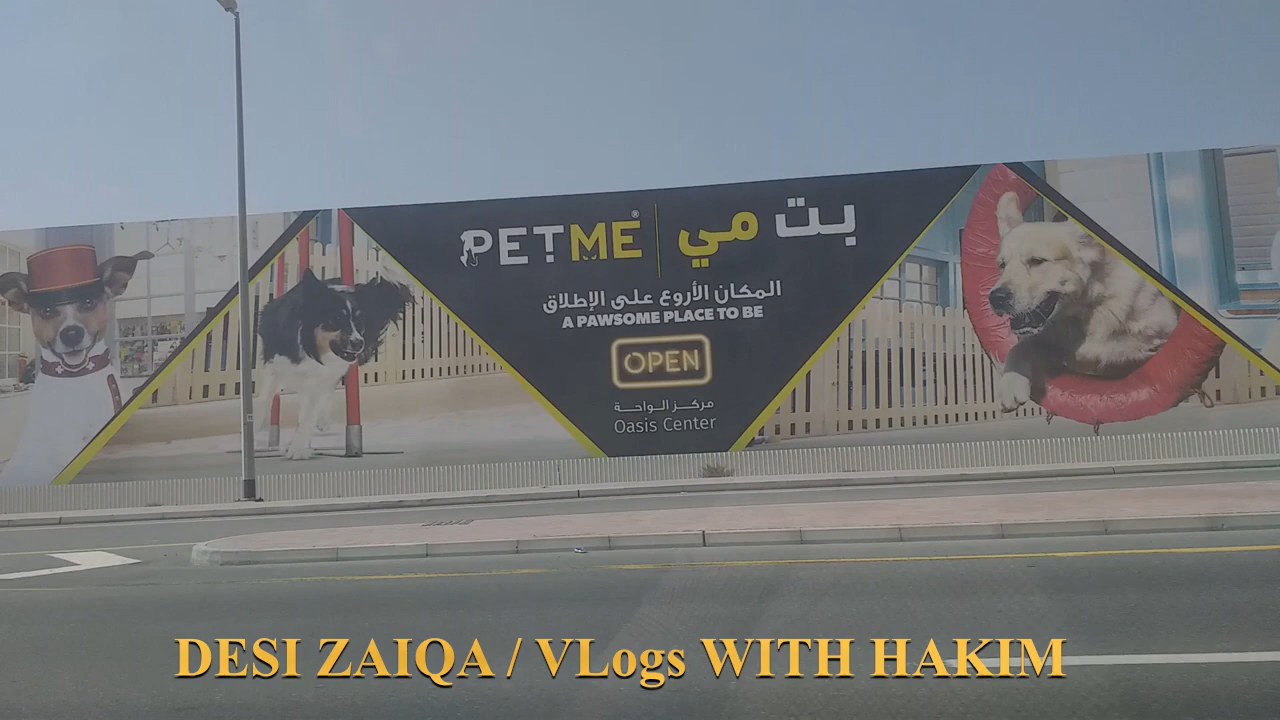 PETME® | بت مي
المكان الأروع على الإطلاق
A PAWSOME PLACE TO BE
OPEN
مركز الواحة
Oasis Center
DESI ZAIQA / VLogs WITH HAKIM